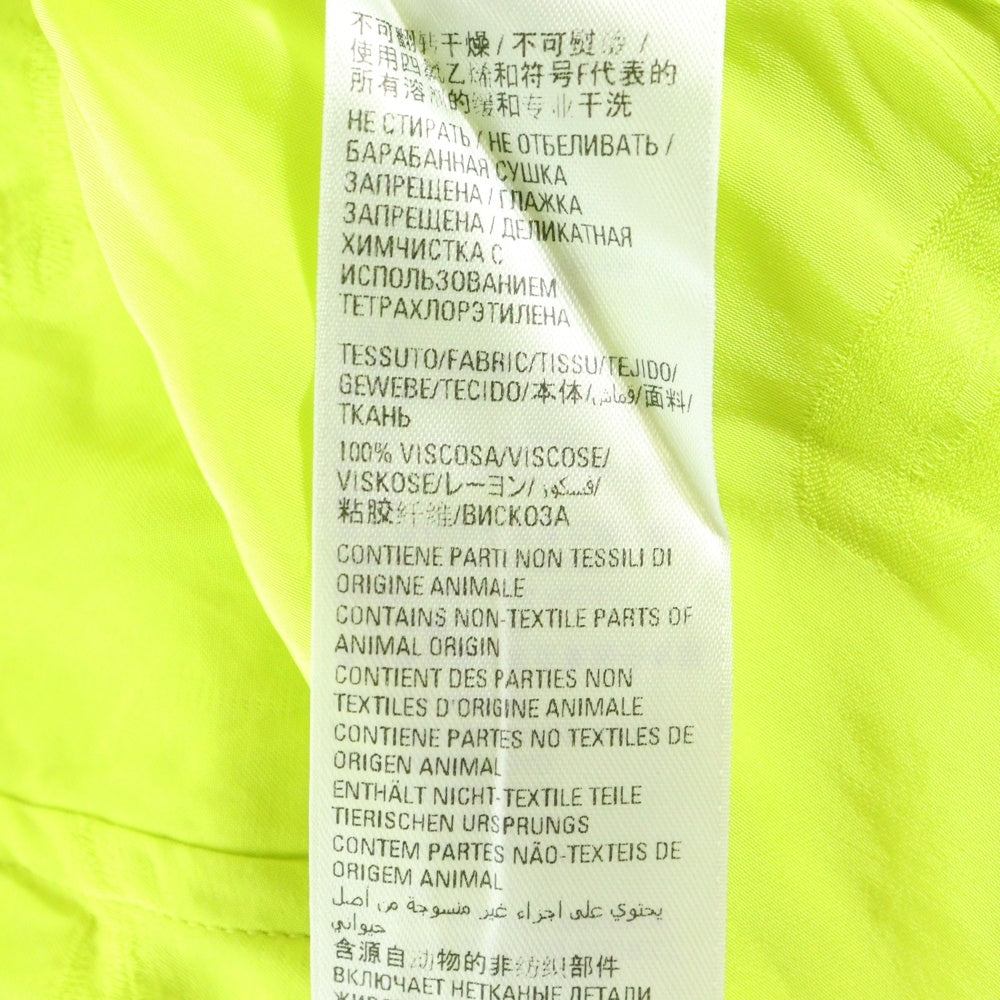 不可翻转干燥 / 不可熨烫 /
使用四氯乙烯和符号F代表的
所有溶剂的缓和专业干洗
НЕ СТИРАТЬ / НЕ ОТБЕЛИВАТЬ /
БАРАБАННАЯ СУШКА
ЗАПРЕЩЕНА / ГЛАЖКА
ЗАПРЕЩЕНА / ДЕЛИКАТНАЯ
ХИМЧИСТКА С
ИСПОЛЬЗОВАНИЕМ
ТЕТРАХЛОРЭТИЛЕНА
TESSUTO/FABRIC/TISSU/TEJIDO/
GEWEBE/TECIDO/本体/قماش/面料/
ТКАНЬ
100% VISCOSA/VISCOSE/
VISKOSE/レーヨン/فسكوز/
粘胶纤维/ВИСКОЗА
CONTIENE PARTI NON TESSILI DI
ORIGINE ANIMALE
CONTAINS NON-TEXTILE PARTS OF
ANIMAL ORIGIN
CONTIENT DES PARTIES NON
TEXTILES D'ORIGINE ANIMALE
CONTIENE PARTES NO TEXTILES DE
ORIGEN ANIMAL
ENTHÄLT NICHT-TEXTILE TEILE
TIERISCHEN URSPRUNGS
CONTEM PARTES NÃO-TEXTEIS DE
ORIGEM ANIMAL
يحتوي على اجزاء غير منسوجة من أصل
حيواني
含源自动物的非纺织部件
ВКЛЮЧАЕТ НЕТКАНЫЕ ДЕТАЛИ